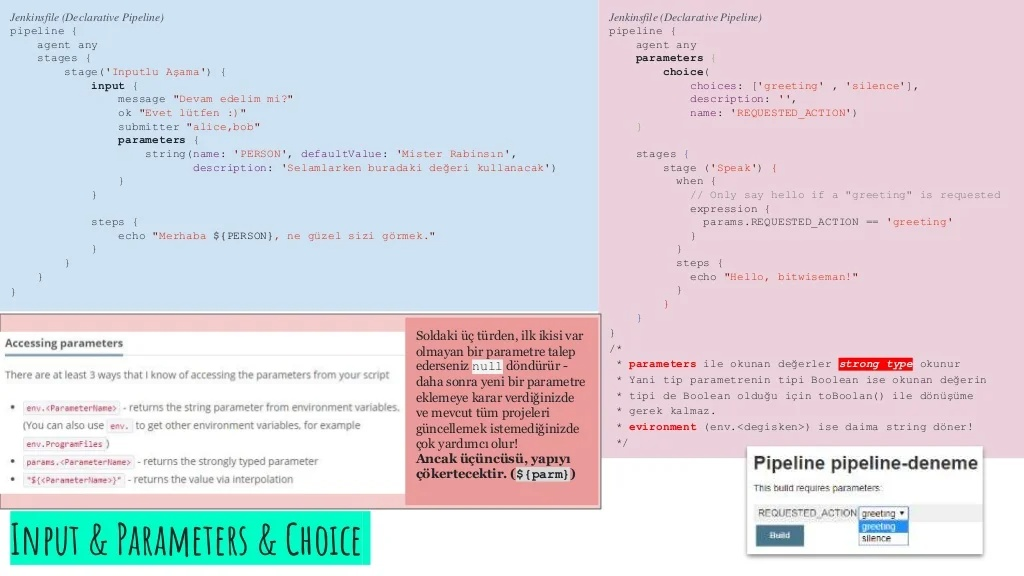 Jenkinsfile (Declarative Pipeline)
pipeline {
agent any
stages {
stage('Inputlu Aşama') {
input {
message "Devam edelim mi?"
ok "Evet lütfen :)"
submitter "alice,bob"
parameters {
string(name: 'PERSON', defaultValue: 'Mister Rabinsın',
description: 'Selamlarken buradaki değeri kullanacak')
}
}
steps {
echo "Merhaba ${PERSON}, ne güzel sizi görmek."
}
}
}
}
Jenkinsfile (Declarative Pipeline)
pipeline {
agent any
parameters {
choice(
choices: ['greeting' , 'silence'],
description: '',
name: 'REQUESTED_ACTION')
}
stages {
stage ('Speak') {
when {
// Only say hello if a "greeting" is requested
expression {
params.REQUESTED_ACTION == 'greeting'
}
}
steps {
echo "Hello, bitwiseman!"
}
}
}
}
/*
* parameters ile okunan değerler strong type okunur
* Yani tip parametrenin tipi Boolean ise okunan değerin
* tipi de Boolean olduğu için toBoolan() ile dönüşüme
* gerek kalmaz.
* evironment (env.<degisken>) ise daima string döner!
*/
Accessing parameters
There are at least 3 ways that I know of accessing the parameters from your script
• env.<ParameterName> - returns the string parameter from environment variables.
(You can also use env. to get other environment variables, for example
env.ProgramFiles )
• params.<ParameterName> - returns the strongly typed parameter
• "${<ParameterName>}" - returns the value via interpolation
Soldaki üç türden, ilk ikisi var
olmayan bir parametre talep
ederseniz null döndürür -
daha sonra yeni bir parametre
eklemeye karar verdiğinizde
ve mevcut tüm projeleri
güncellemek istemediğinizde
çok yardımcı olur!
Ancak üçüncüsü, yapıyı
çökertecektir. (${parm})
Pipeline pipeline-deneme
This build requires parameters:
REQUESTED_ACTION greeting
greeting
silence
Build
Input & Parameters & Choice